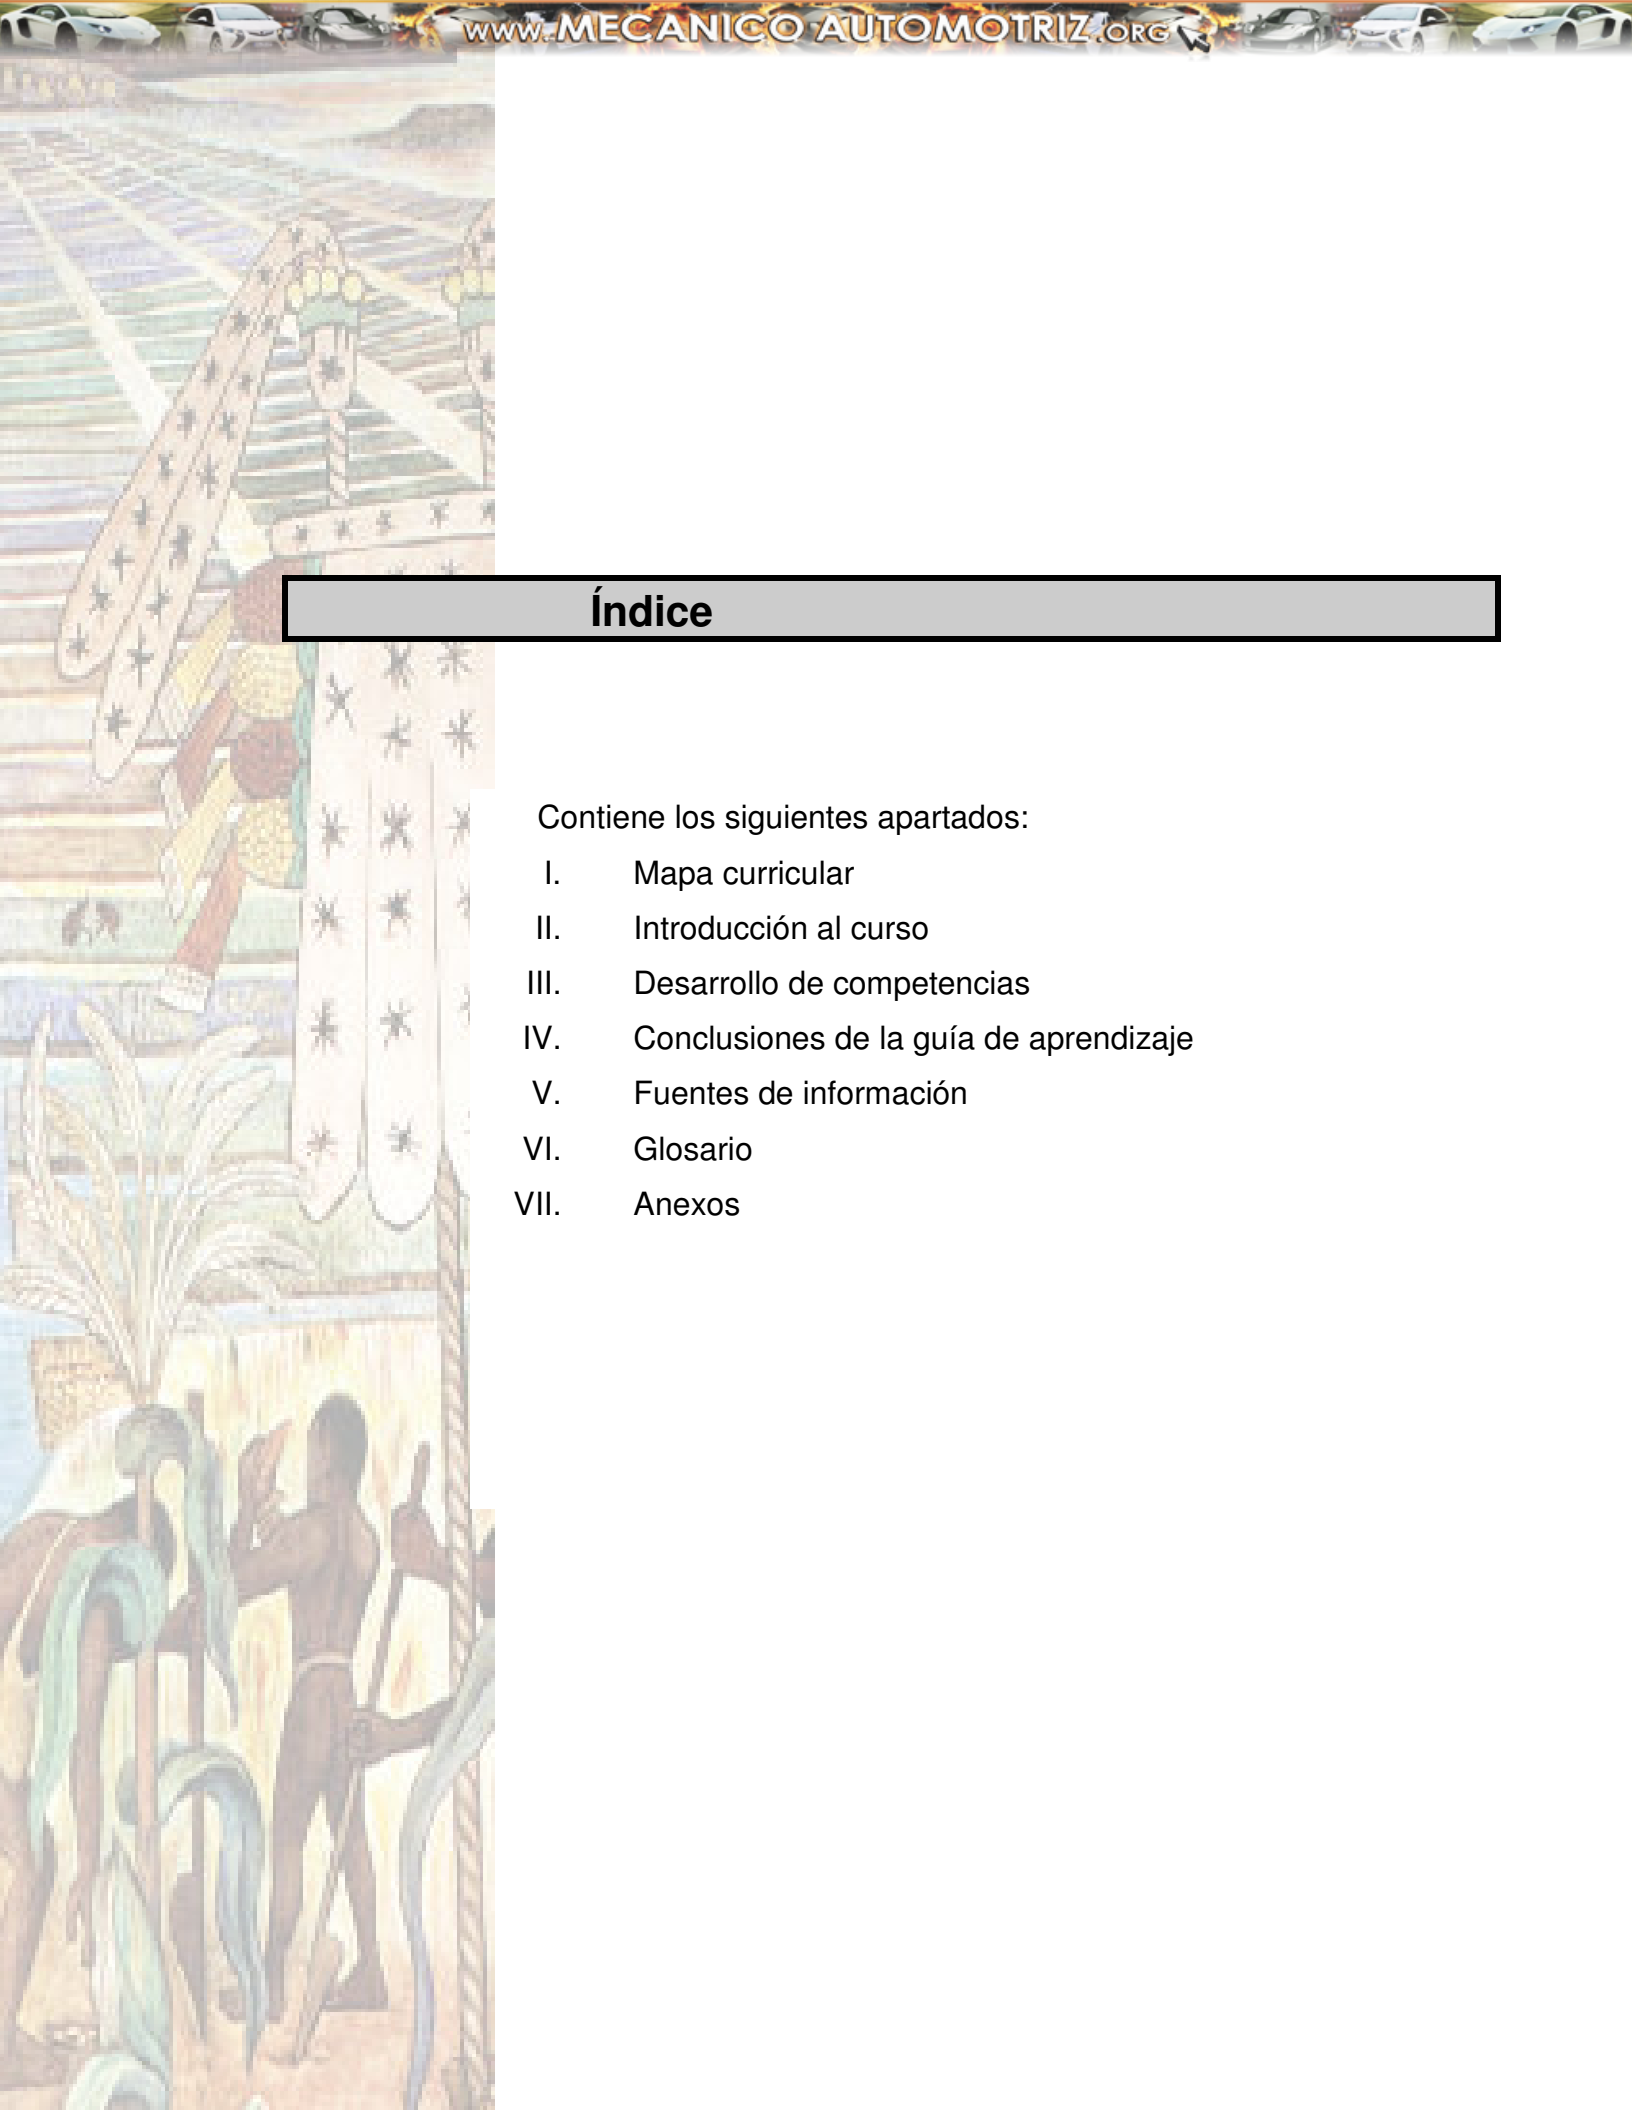 www.MECANICO AUTOMOTRIZ.ORG
Índice
Contiene los siguientes apartados:
I. Mapa curricular
II. Introducción al curso
III. Desarrollo de competencias
IV. Conclusiones de la guía de aprendizaje
V. Fuentes de información
VI. Glosario
VII. Anexos